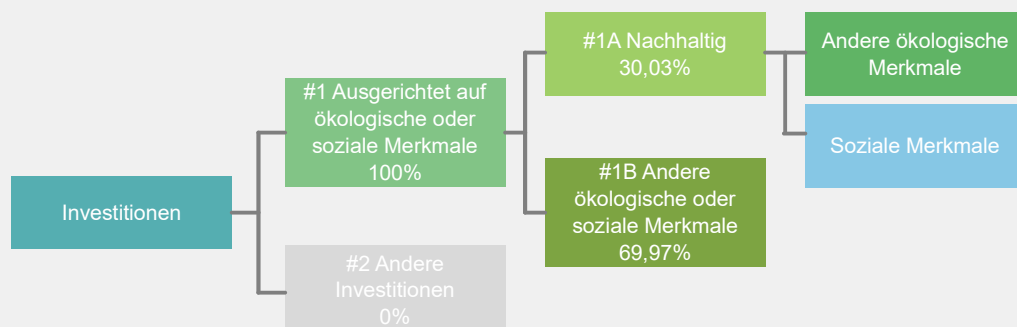 Investitionen
#1 Ausgerichtet auf
ökologische oder
soziale Merkmale
100%
#2 Andere
Investitionen
0%
#1A Nachhaltig
30,03%
#1B Andere
ökologische oder
soziale Merkmale
69,97%
Andere ökologische
Merkmale
Soziale Merkmale